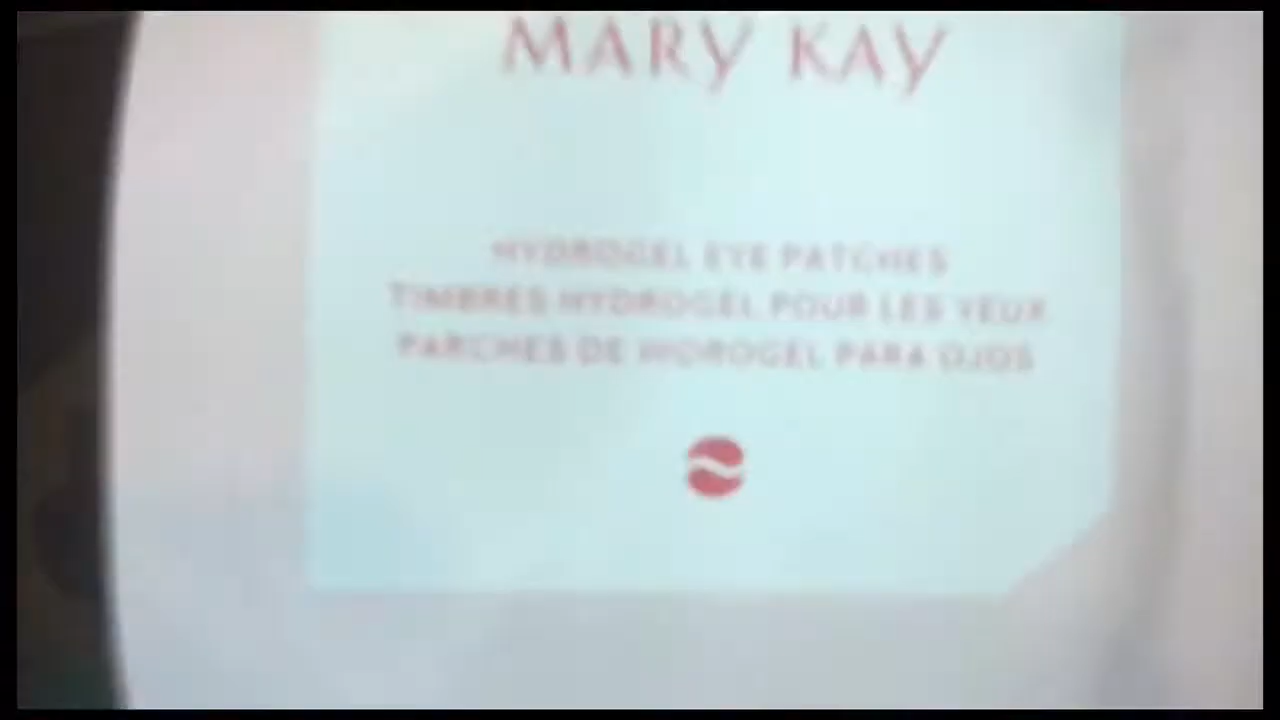 MARY KAY
HYDROGEL EYE PATCHES
TIMBRES HYDROGEL POUR LES YEUX
PARCHES DE HIDROGEL PARA OJOS